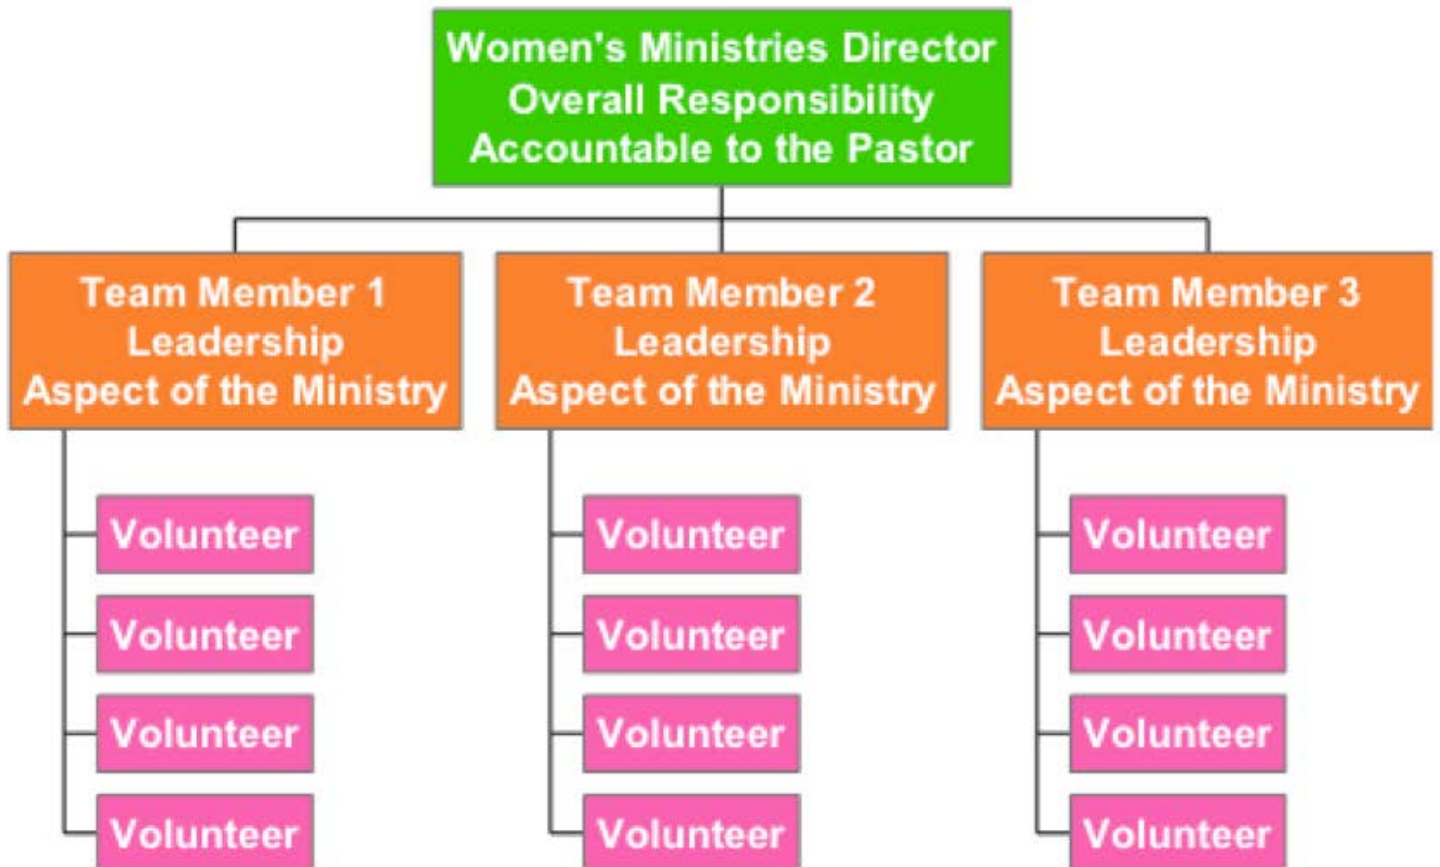 Women's Ministries Director
Overall Responsibility
Accountable to the Pastor
Team Member 1
Leadership
Aspect of the Ministry
Team Member 2
Leadership
Aspect of the Ministry
Team Member 3
Leadership
Aspect of the Ministry
Volunteer
Volunteer
Volunteer
Volunteer
Volunteer
Volunteer
Volunteer
Volunteer
Volunteer
Volunteer
Volunteer
Volunteer